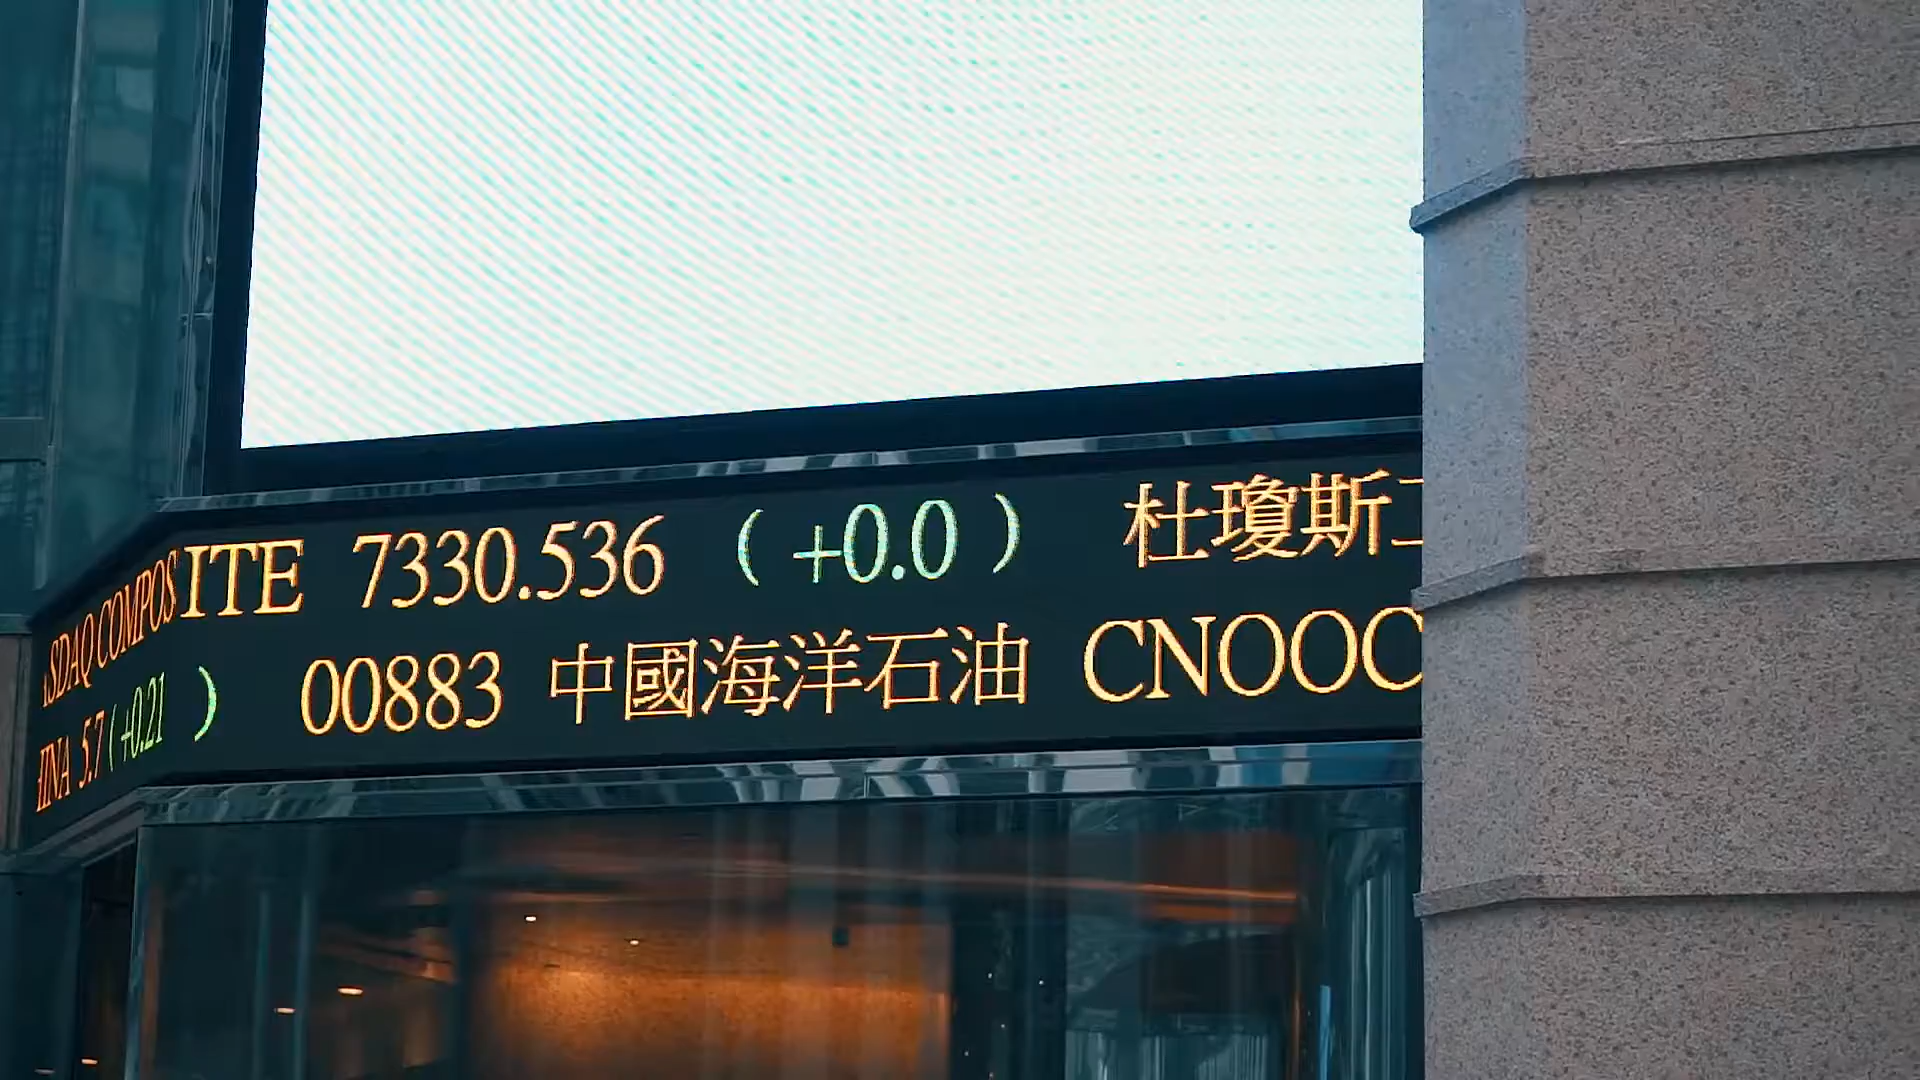 SDAQ COMPOSITE 7330.536 ( +0.0 ) 杜瓊斯工
INA 5.7 ( +0.21 ) 00883 中國海洋石油 CNOOC